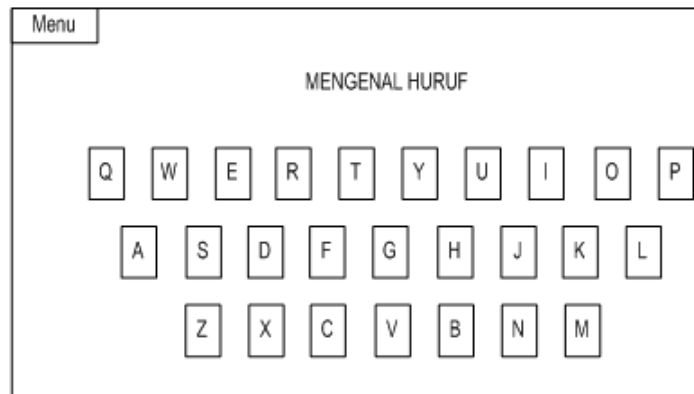 Menu
MENGENAL HURUF
Q W E R T Y U I O P
A S D F G H J K L
Z X C V B N M